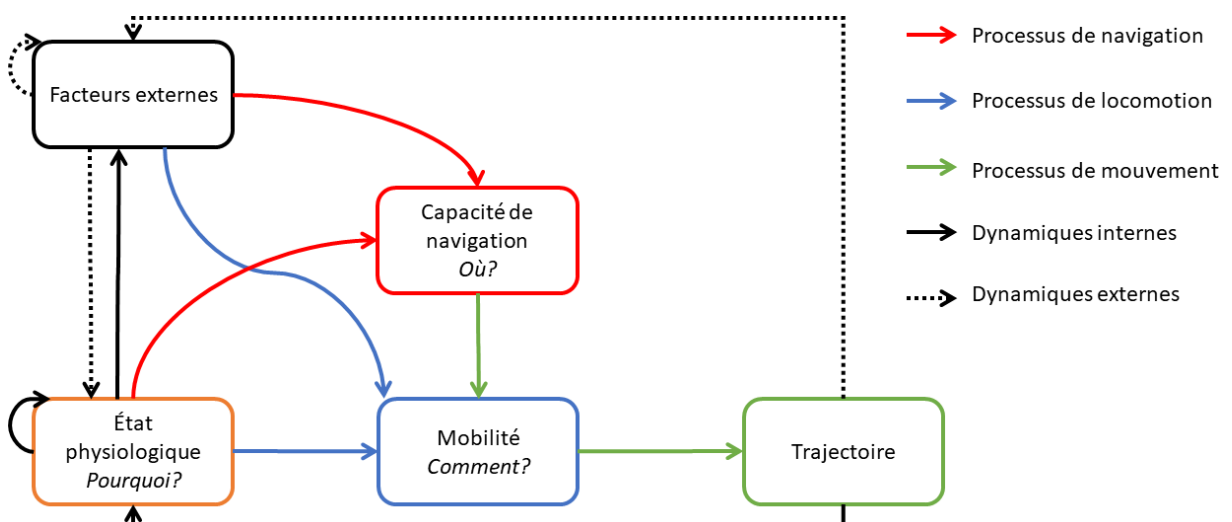 Facteurs externes
Capacité de
navigation
Où?
État
physiologique
Pourquoi?
Mobilité
Comment?
Trajectoire
Processus de navigation
Processus de locomotion
Processus de mouvement
Dynamiques internes
Dynamiques externes